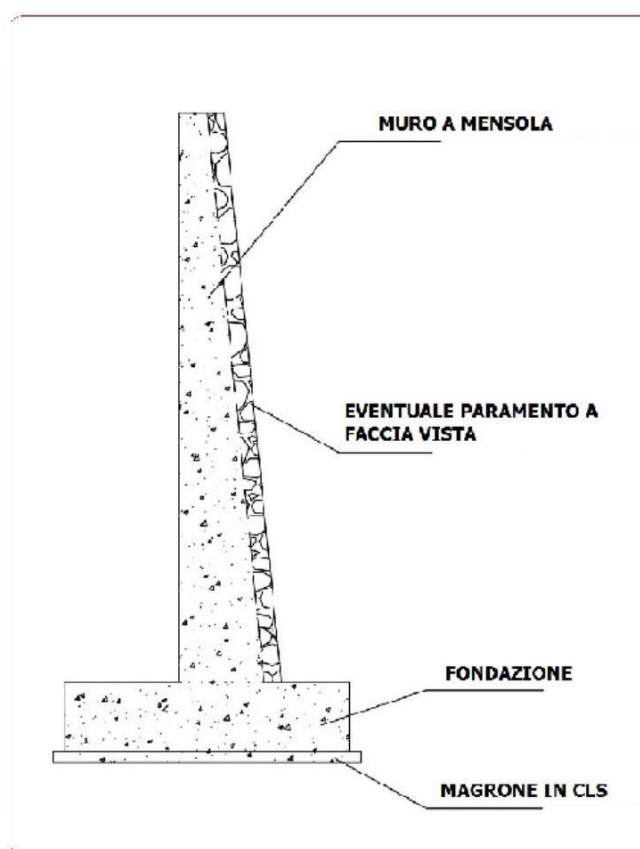 MURO A MENSOLA
EVENTUALE PARAMENTO A
FACCIA VISTA
FONDAZIONE
MAGRONE IN CLS